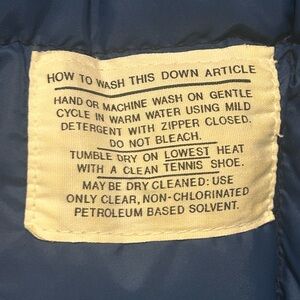 HOW TO WASH THIS DOWN ARTICLE
HAND OR MACHINE WASH ON GENTLE
CYCLE IN WARM WATER USING MILD
DETERGENT WITH ZIPPER CLOSED.
DO NOT BLEACH.
TUMBLE DRY ON LOWEST HEAT
WITH A CLEAN TENNIS SHOE.
MAY BE DRY CLEANED: USE
ONLY CLEAR, NON-CHLORINATED
PETROLEUM BASED SOLVENT.